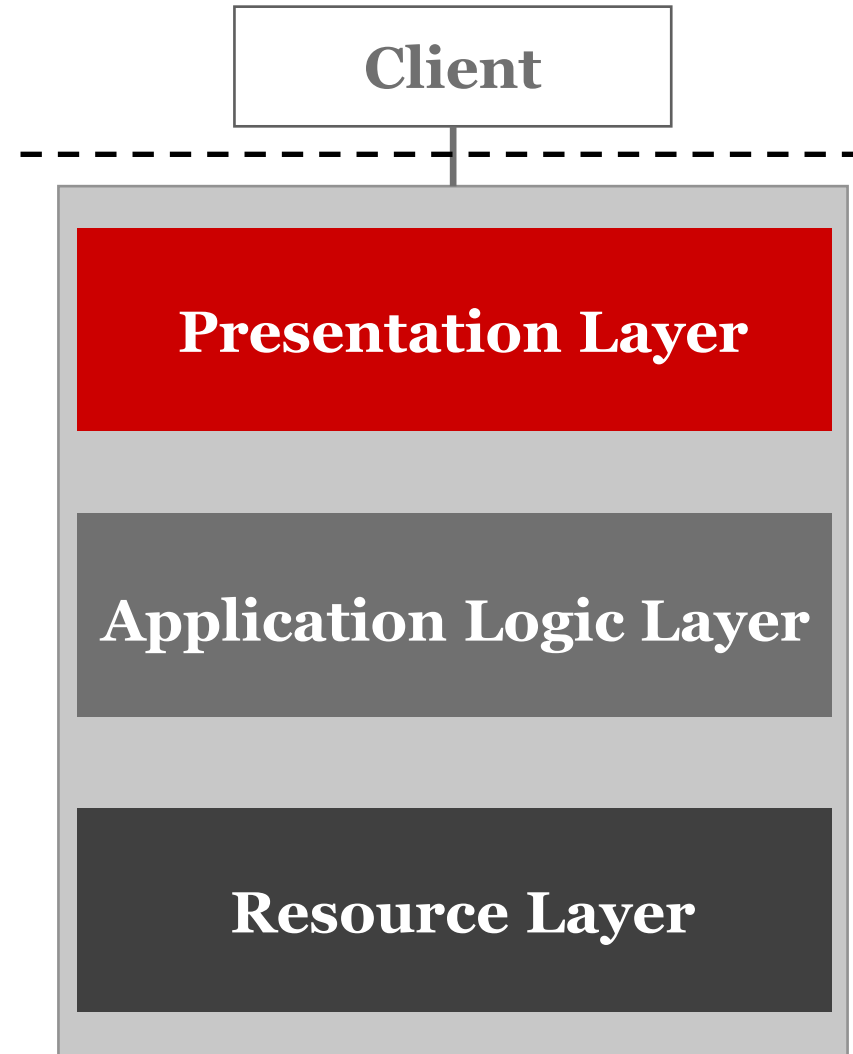 Client
Presentation Layer
Application Logic Layer
Resource Layer